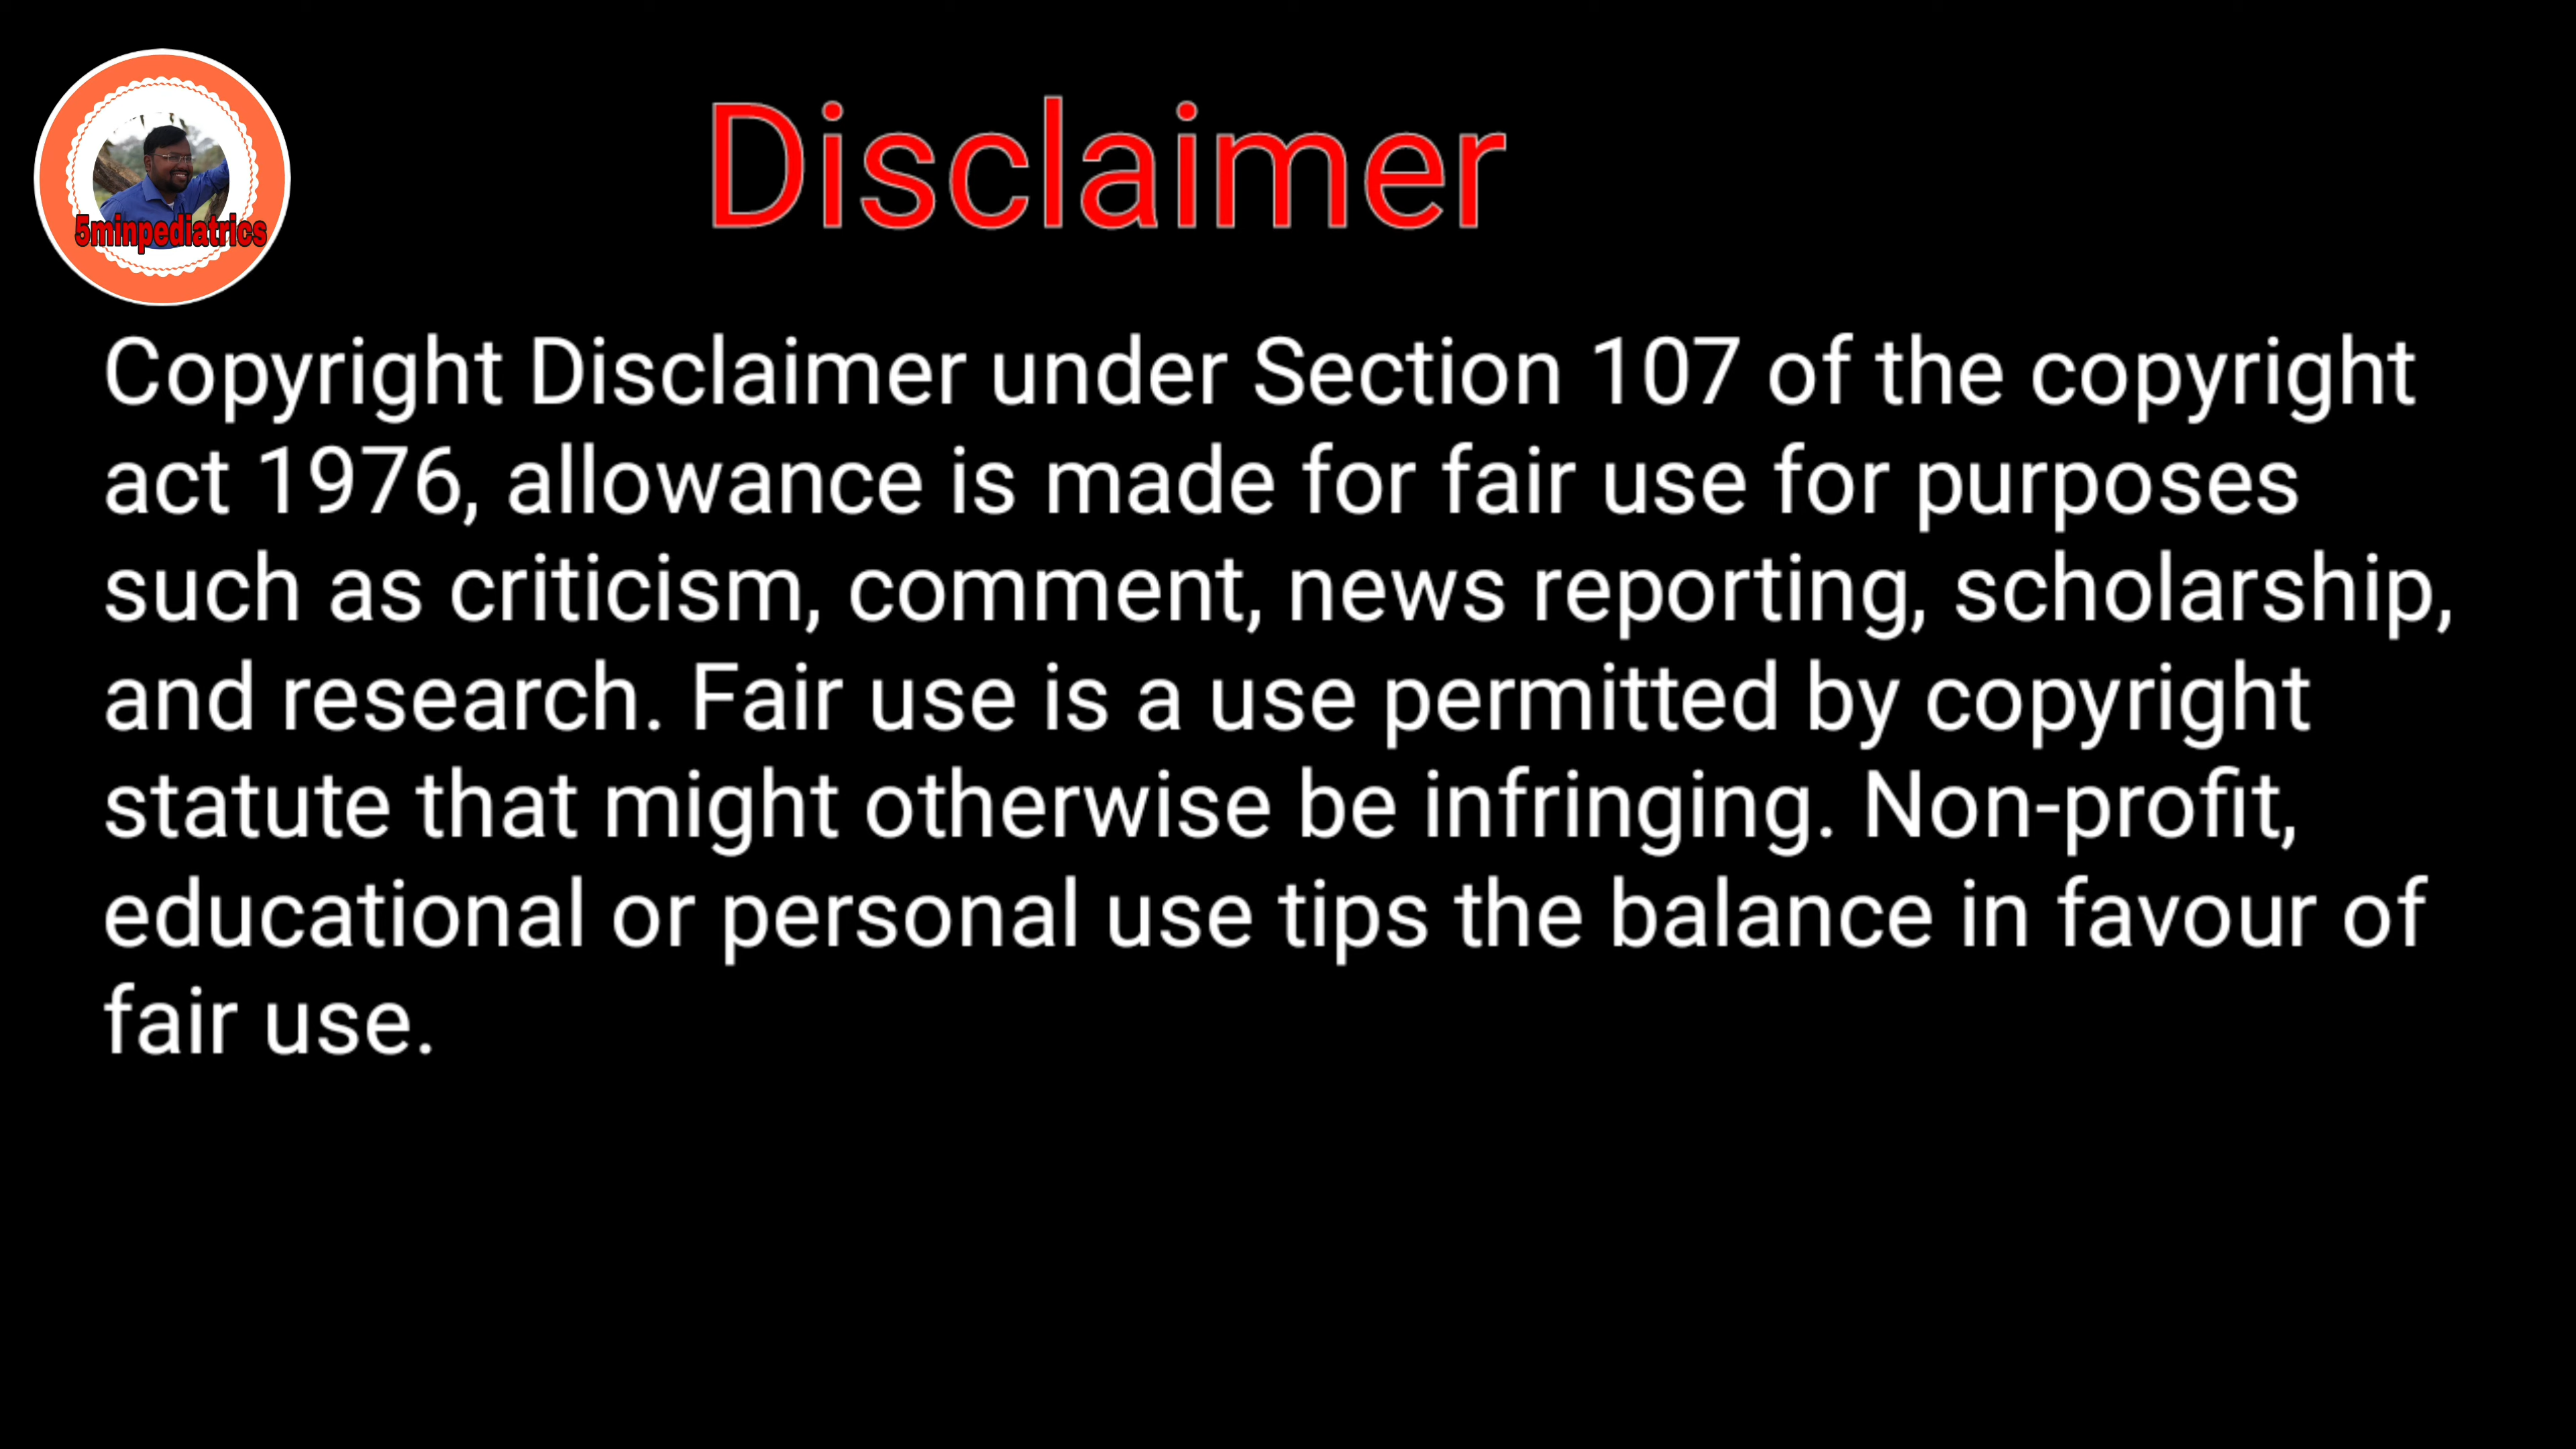 Disclaimer
5minpediatrics
Copyright Disclaimer under Section 107 of the copyright
act 1976, allowance is made for fair use for purposes
such as criticism, comment, news reporting, scholarship,
and research. Fair use is a use permitted by copyright
statute that might otherwise be infringing. Non-profit,
educational or personal use tips the balance in favour of
fair use.